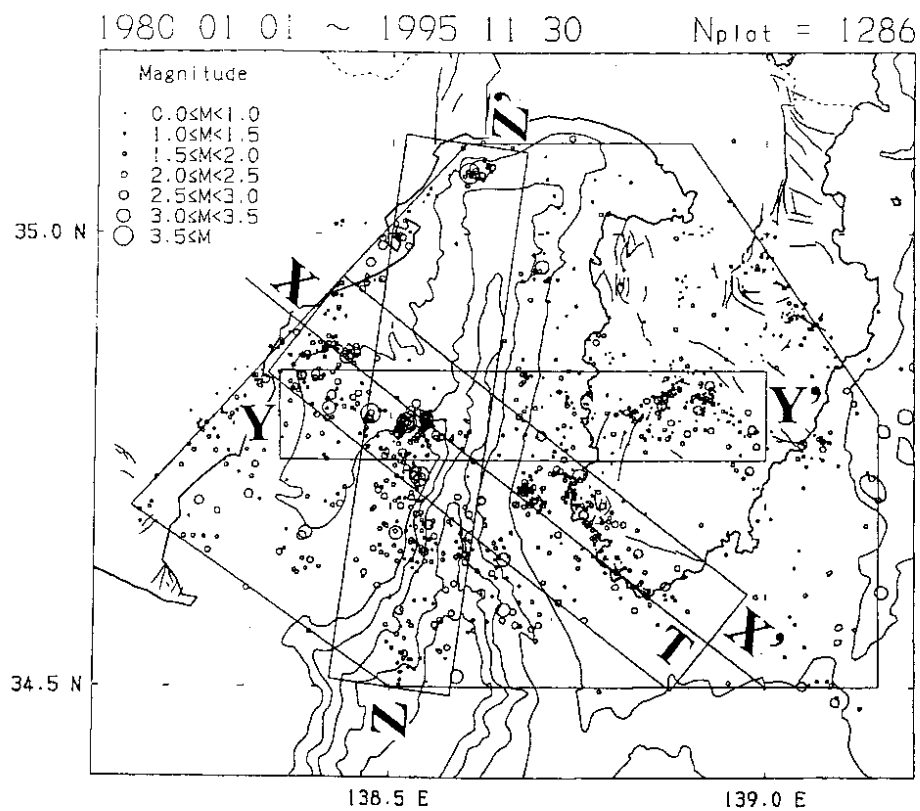 1980 01 01 ~ 1995 11 30 Nplot = 1286
Magnitude
0.0≤M<1.0
1.0≤M<1.5
1.5≤M<2.0
2.0≤M<2.5
2.5≤M<3.0
3.0≤M<3.5
3.5≤M
Z'
35.0 N
X
Y
Y'
T
X'
34.5 N
Z
138.5 E
139.0 E